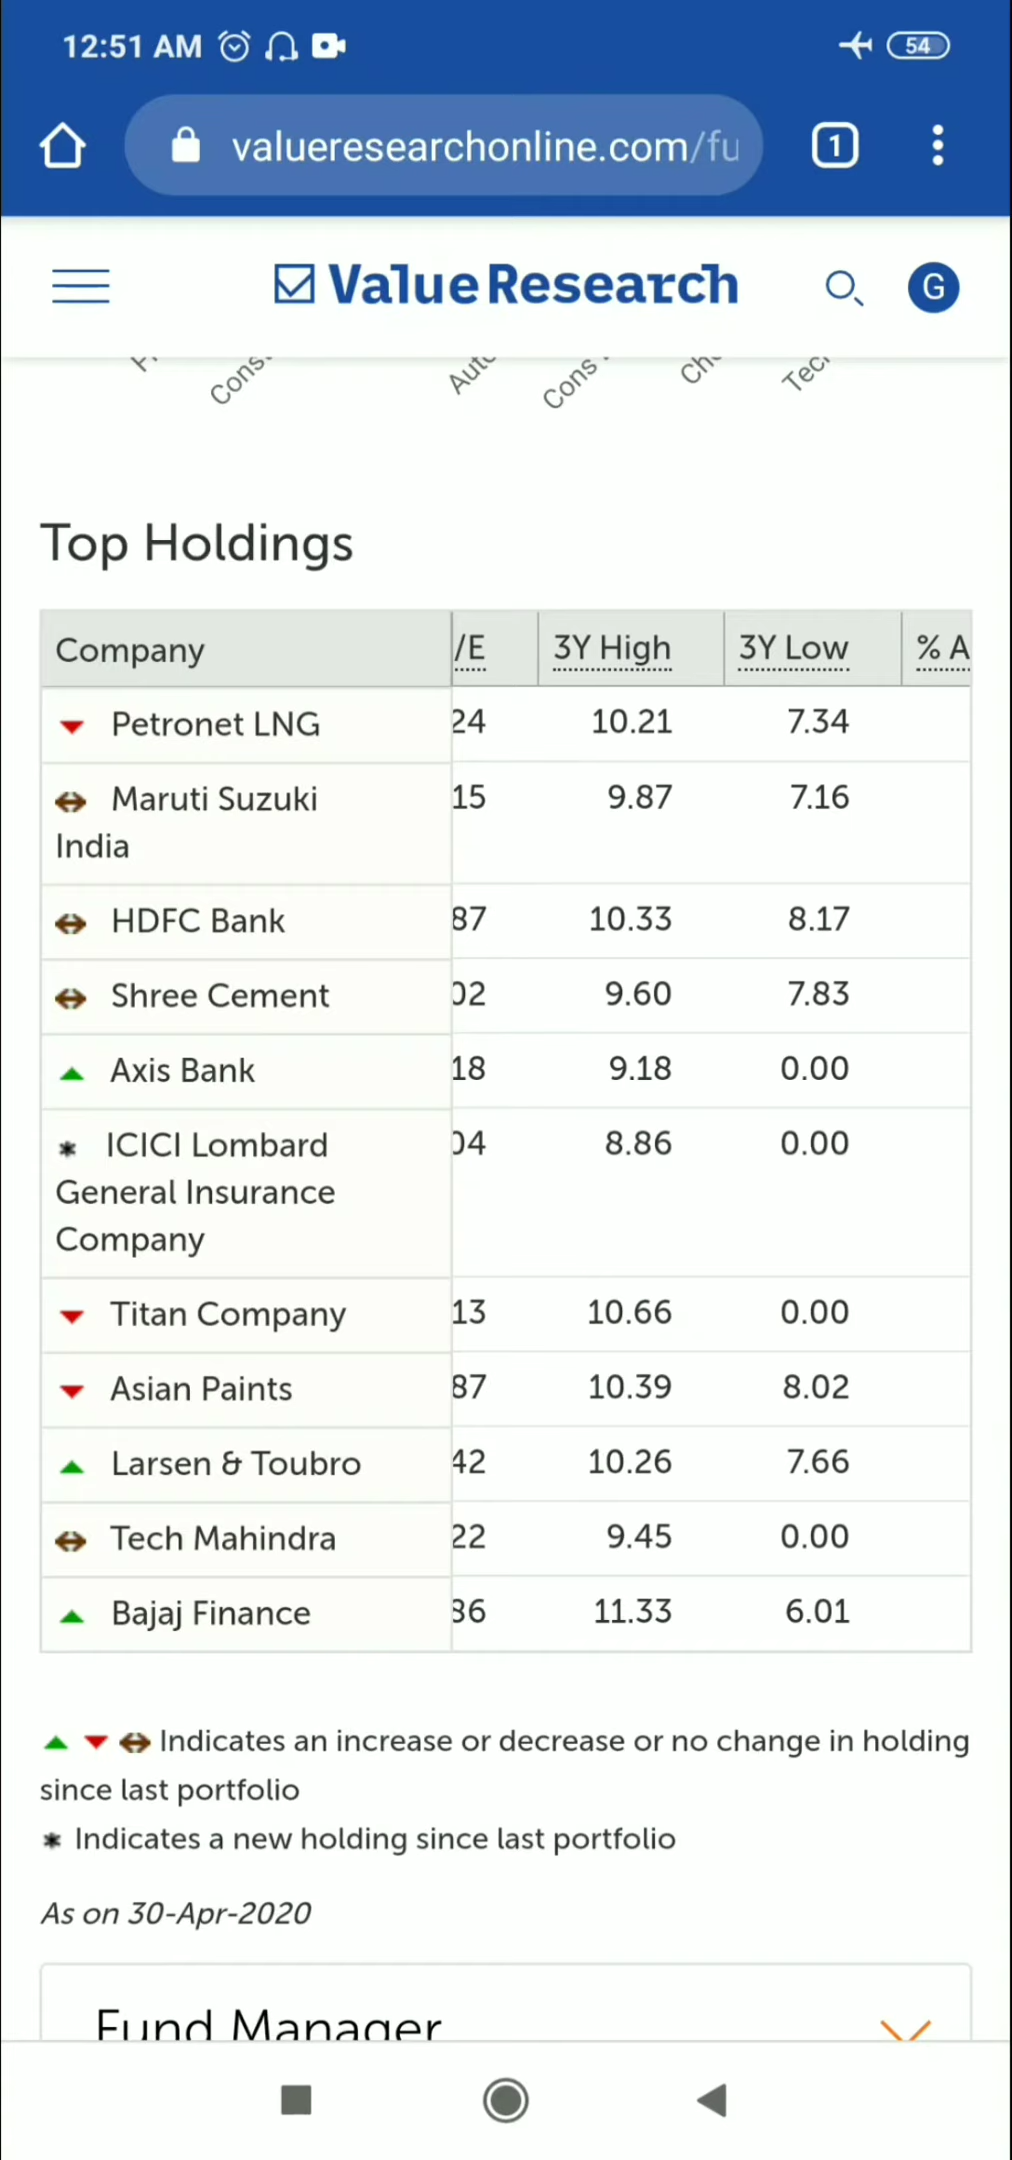 12:51 AM
54
valueresearchonline.com/fu
1
Value Research
G
Cons.
Auto
Cons
Tec
Top Holdings
Company /E 3Y High 3Y Low % A
Petronet LNG 24 10.21 7.34
Maruti Suzuki 15 9.87 7.16
India
HDFC Bank 87 10.33 8.17
Shree Cement 02 9.60 7.83
Axis Bank 18 9.18 0.00
* ICICI Lombard 04 8.86 0.00
General Insurance
Company
Titan Company 13 10.66 0.00
Asian Paints 87 10.39 8.02
Larsen & Toubro 42 10.26 7.66
Tech Mahindra 22 9.45 0.00
Bajaj Finance 36 11.33 6.01
Indicates an increase or decrease or no change in holding
since last portfolio
* Indicates a new holding since last portfolio
As on 30-Apr-2020
Fund Manager